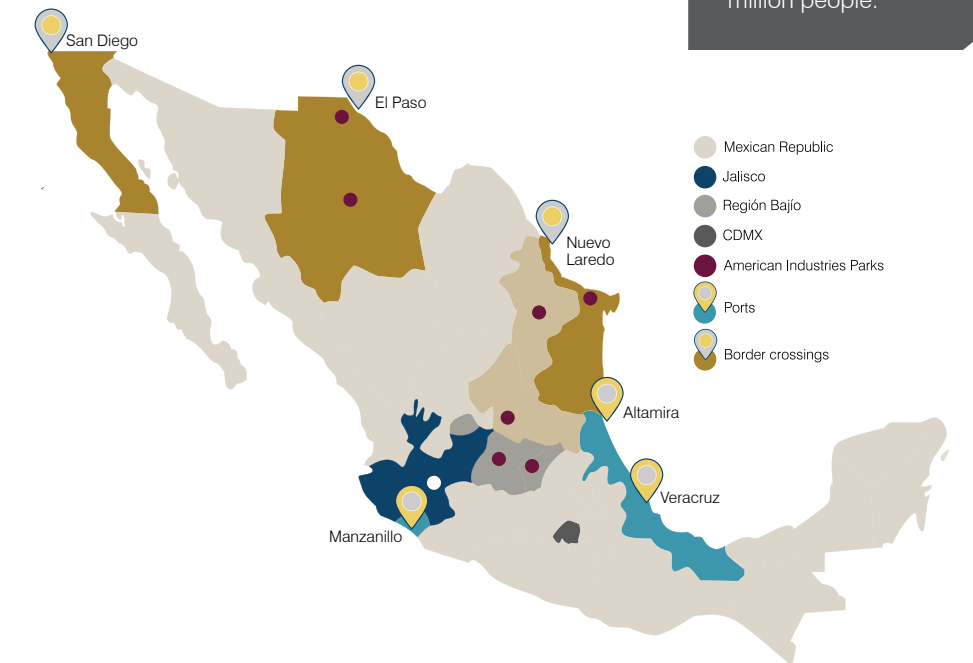 million people.
San Diego
El Paso
Mexican Republic
Jalisco
Región Bajío
CDMX
American Industries Parks
Ports
Border crossings
Nuevo
Laredo
Altamira
Veracruz
Manzanillo